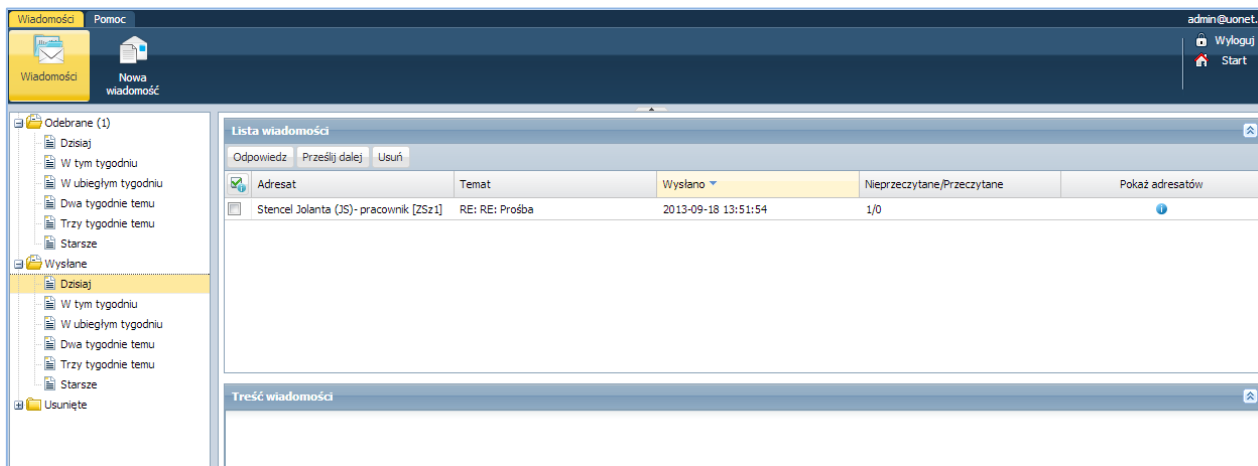 Wiadomości Pomoc admin@uonet.
Wiadomości
Nowa wiadomość
Wyloguj
Start
Odebrane (1)
Dzisiaj
W tym tygodniu
W ubiegłym tygodniu
Dwa tygodnie temu
Trzy tygodnie temu
Starsze
Wysłane
Dzisiaj
W tym tygodniu
W ubiegłym tygodniu
Dwa tygodnie temu
Trzy tygodnie temu
Starsze
Usunięte
Lista wiadomości
Odpowiedz Prześlij dalej Usuń
Adresat Temat Wysłano Nieprzeczytane/Przeczytane Pokaż adresatów
Stencel Jolanta (JS)- pracownik [ZSz1] RE: RE: Prośba 2013-09-18 13:51:54 1/0
Treść wiadomości